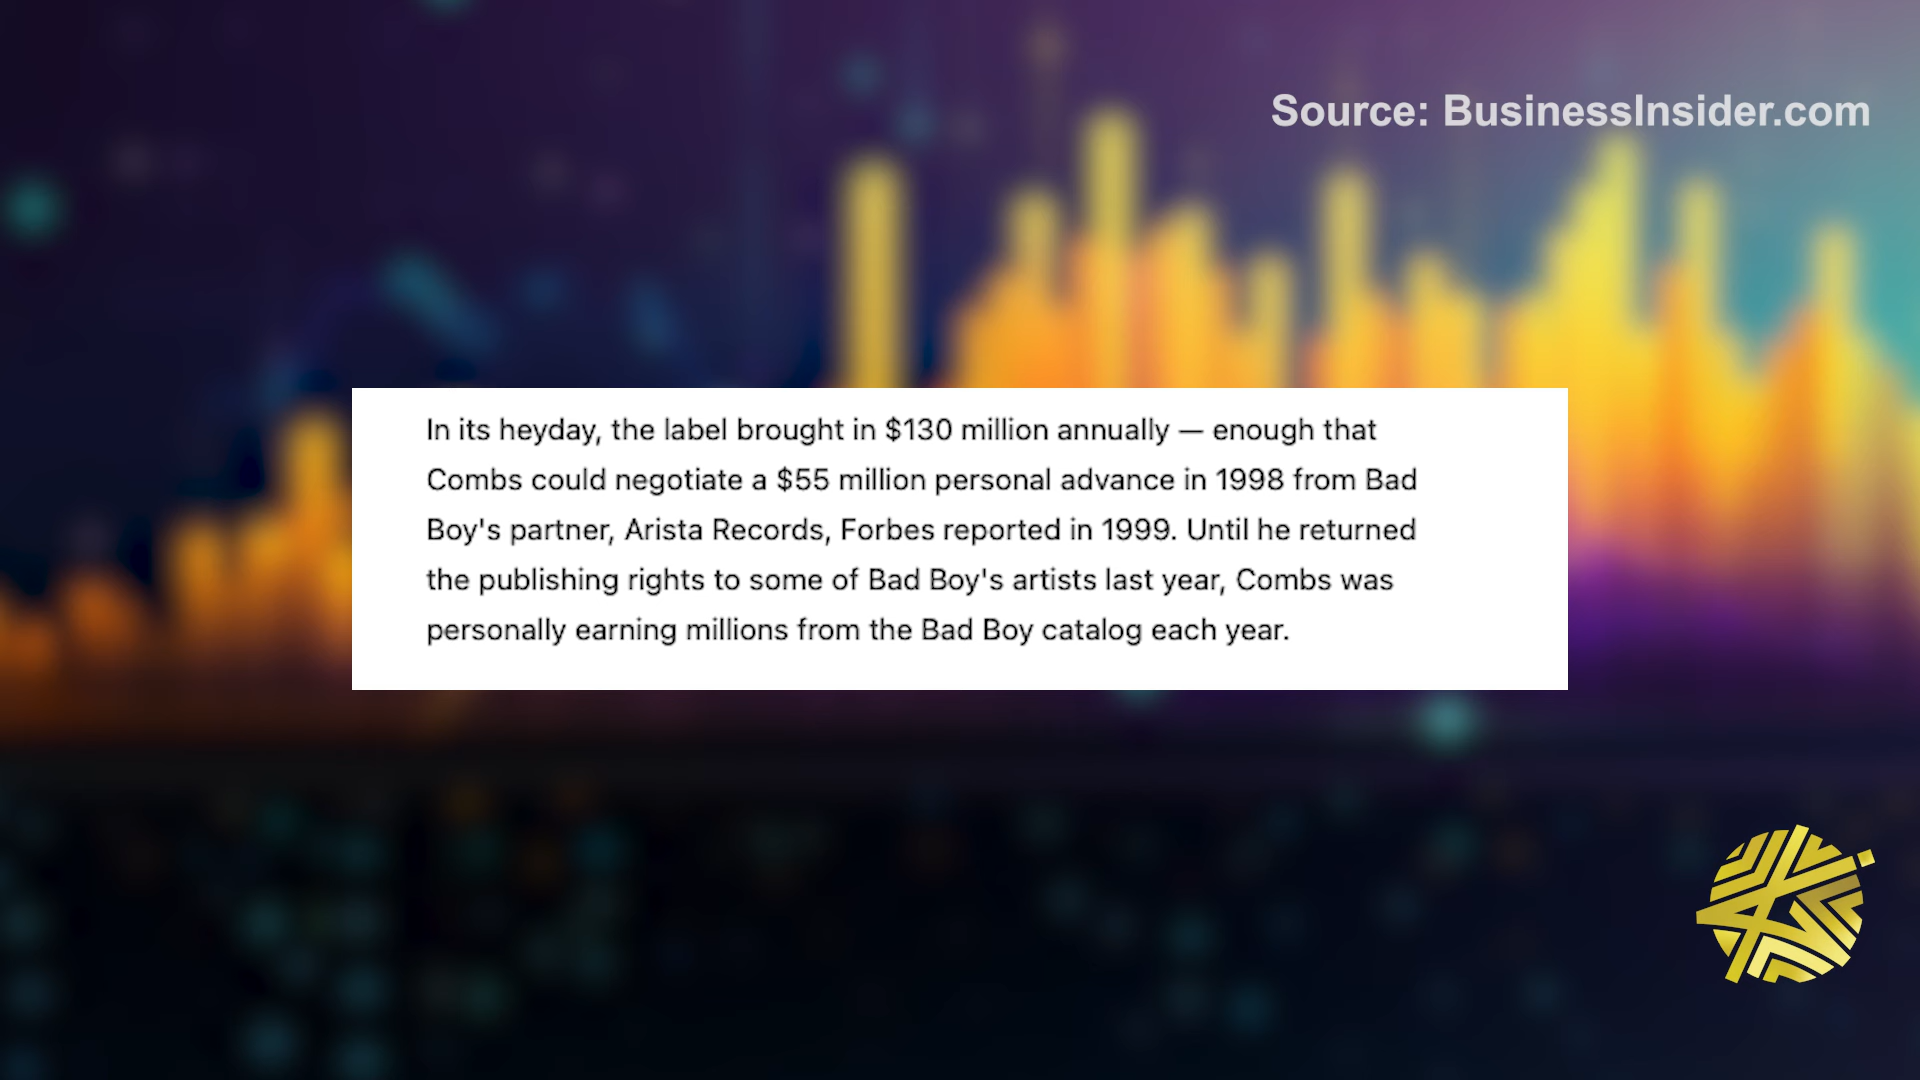 Source: BusinessInsider.com
In its heyday, the label brought in $130 million annually — enough that
Combs could negotiate a $55 million personal advance in 1998 from Bad
Boy's partner, Arista Records, Forbes reported in 1999. Until he returned
the publishing rights to some of Bad Boy's artists last year, Combs was
personally earning millions from the Bad Boy catalog each year.